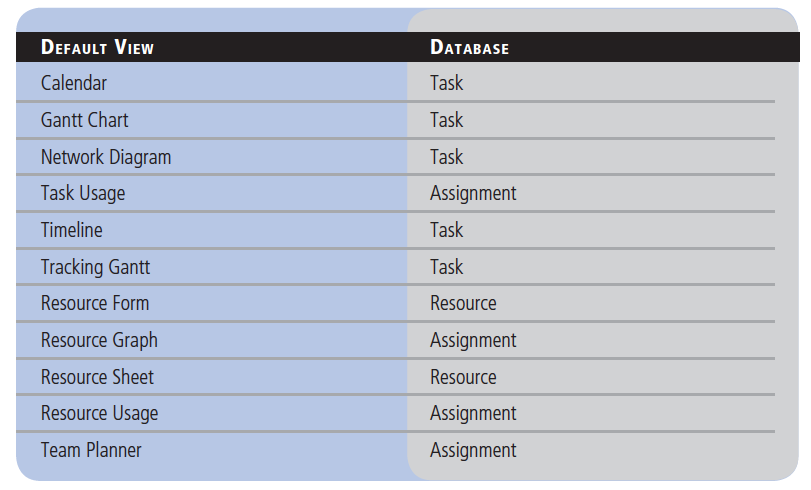 DEFAULT VIEW DATABASE
Calendar Task
Gantt Chart Task
Network Diagram Task
Task Usage Assignment
Timeline Task
Tracking Gantt Task
Resource Form Resource
Resource Graph Assignment
Resource Sheet Resource
Resource Usage Assignment
Team Planner Assignment